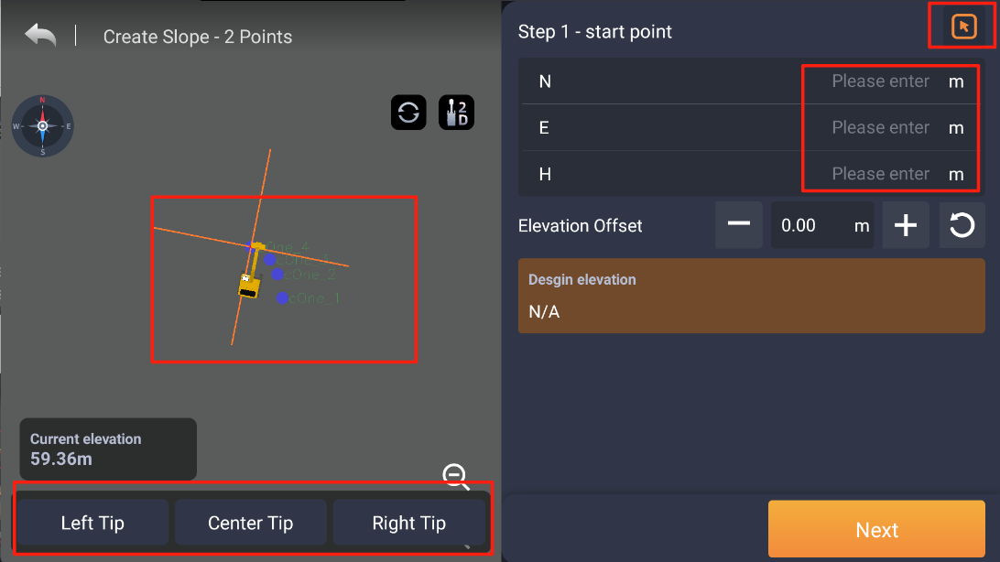 Create Slope - 2 Points
N
W
E
S
2
D
One_4
cOne_2
cOne_1
Current elevation
59.36m
Left Tip
Center Tip
Right Tip
Step 1 - start point
N
Please enter
m
E
Please enter
m
H
Please enter
m
Elevation Offset
0.00
m
Desgin elevation
N/A
Next